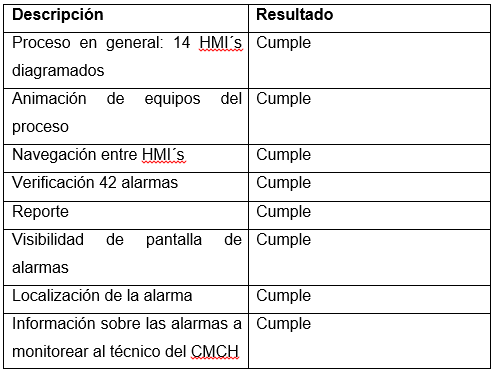 Descripción Resultado
Proceso en general: 14 HMI´s Cumple
diagramados
Animación de equipos del Cumple
proceso
Navegación entre HMI´s Cumple
Verificación 42 alarmas Cumple
Reporte Cumple
Visibilidad de pantalla de Cumple
alarmas
Localización de la alarma Cumple
Información sobre las alarmas a Cumple
monitorear al técnico del CMCH